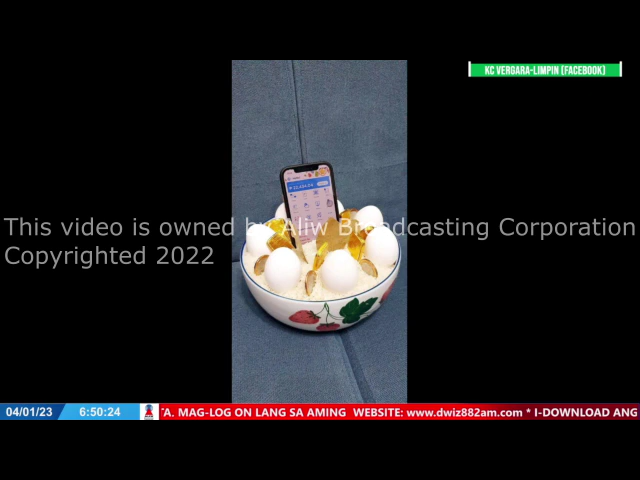 KC VERGARA-LIMPIN [FACEBOOK]
This video is owned by Aliw Broadcasting Corporation
Copyrighted 2022
04/01/23
6:50:24
'A. MAG-LOG ON LANG SA AMING WEBSITE: www.dwiz882am.com * I-DOWNLOAD ANG